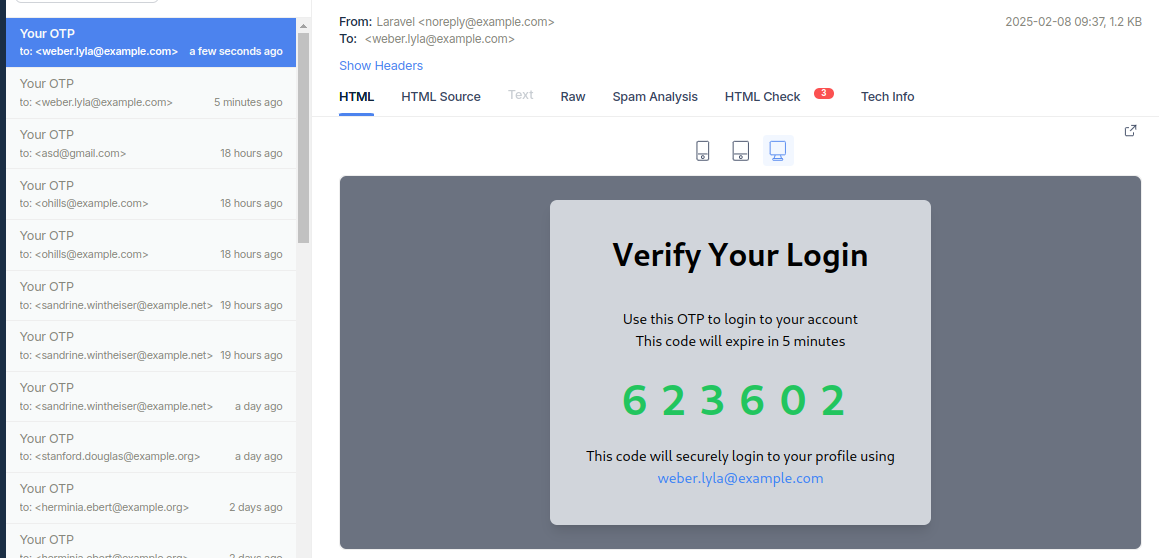 Your OTP
to: <weber.lyla@example.com> a few seconds ago
Your OTP
to: <weber.lyla@example.com> 5 minutes ago
Your OTP
to: <asd@gmail.com> 18 hours ago
Your OTP
to: <ohills@example.com> 18 hours ago
Your OTP
to: <ohills@example.com> 18 hours ago
Your OTP
to: <sandrine.wintheiser@example.net> 19 hours ago
Your OTP
to: <sandrine.wintheiser@example.net> 19 hours ago
Your OTP
to: <sandrine.wintheiser@example.net> a day ago
Your OTP
to: <stanford.douglas@example.org> a day ago
Your OTP
to: <herminia.ebert@example.org> 2 days ago
Your OTP
to: <herminia.ebert@example.org> 2 days ago
From: Laravel <noreply@example.com> 2025-02-08 09:37, 1.2 KB
To: <weber.lyla@example.com>
Show Headers
HTML HTML Source Text Raw Spam Analysis HTML Check 3 Tech Info
Verify Your Login
Use this OTP to login to your account
This code will expire in 5 minutes
6 2 3 6 0 2
This code will securely login to your profile using
weber.lyla@example.com